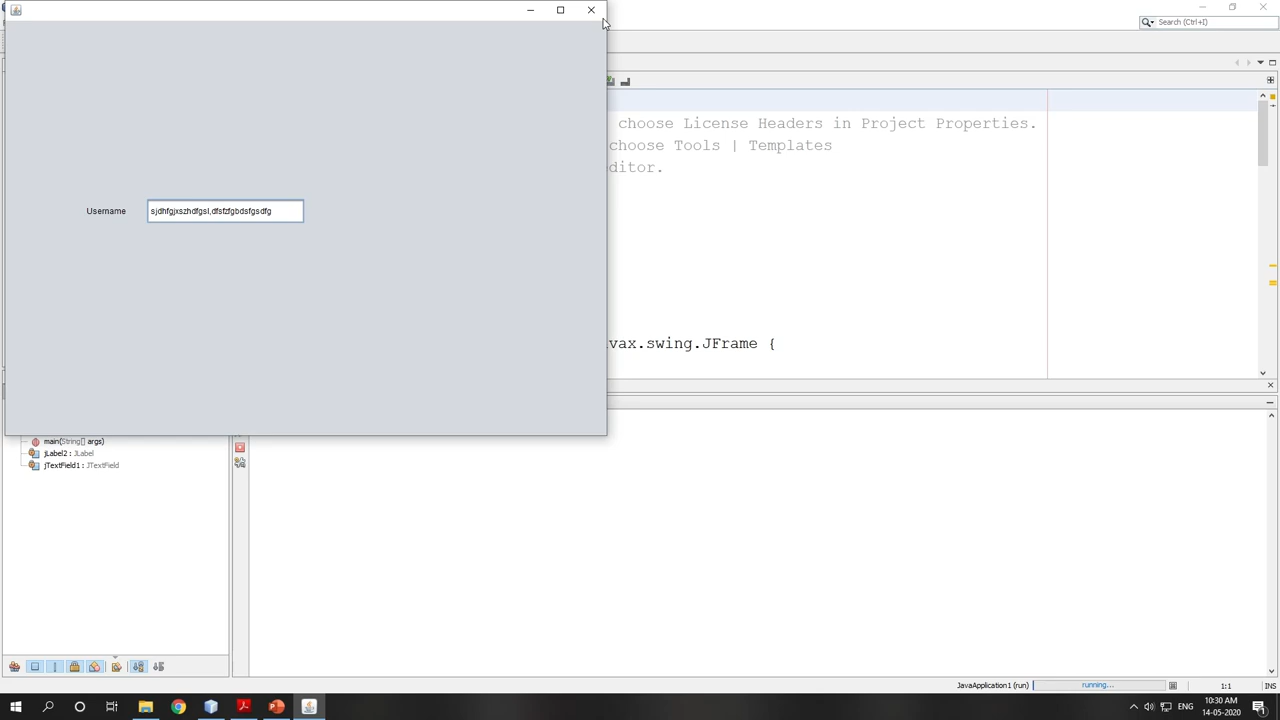 Search (Ctrl+I)
choose License Headers in Project Properties.
choose Tools | Templates
ditor.
Username
sjdhfgjxszhdfgsl,dfsfzfgbdsfgsdfg
vax.swing.JFrame {
main(String[] args)
jLabel2 : JLabel
jTextField1 : JTextField
JavaApplication1 (run)
running...
1:1
INS
ENG
10:30 AM
14-05-2020